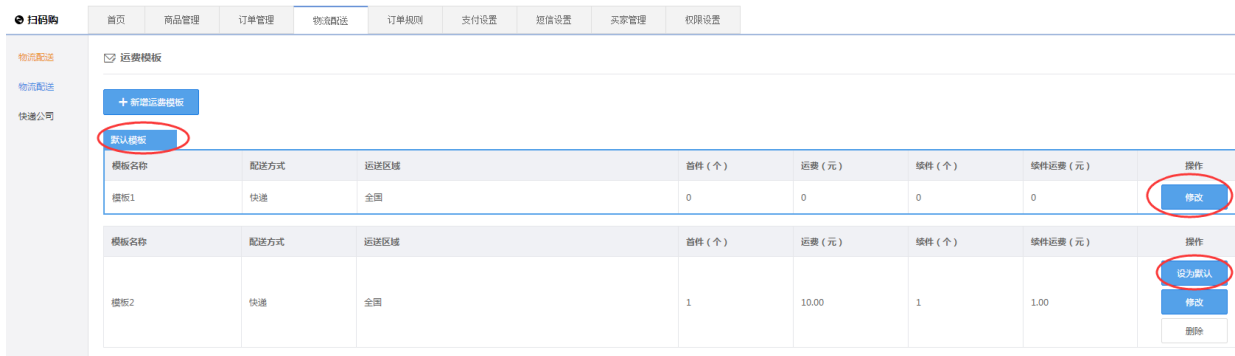 扫码购 首页 商品管理 订单管理 物流配送 订单规则 支付设置 短信设置 买家管理 权限设置
物流配送
物流配送
快递公司
运费模板
+ 新增运费模板
默认模板
模板名称 配送方式 运送区域 首件（个） 运费（元） 续件（个） 续件运费（元） 操作
模板1 快递 全国 0 0 0 0 修改
模板名称 配送方式 运送区域 首件（个） 运费（元） 续件（个） 续件运费（元） 操作
设为默认
模板2 快递 全国 1 10.00 1 1.00 修改
删除